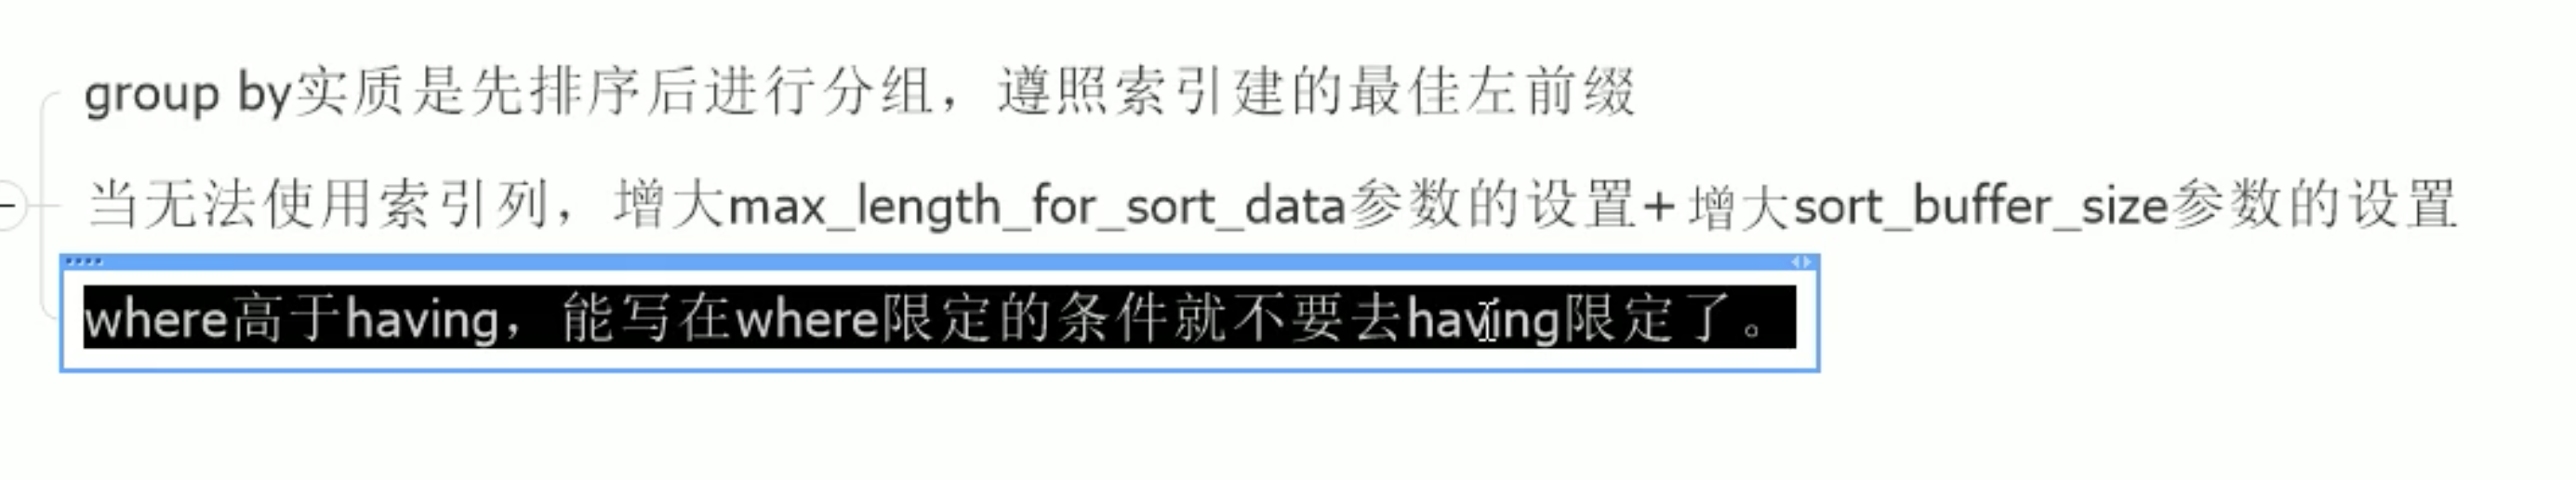 group by实质是先排序后进行分组，遵照索引建的最佳左前缀
当无法使用索引列，增大max_length_for_sort_data参数的设置+增大sort_buffer_size参数的设置
where高于having，能写在where限定的条件就不要去having限定了。